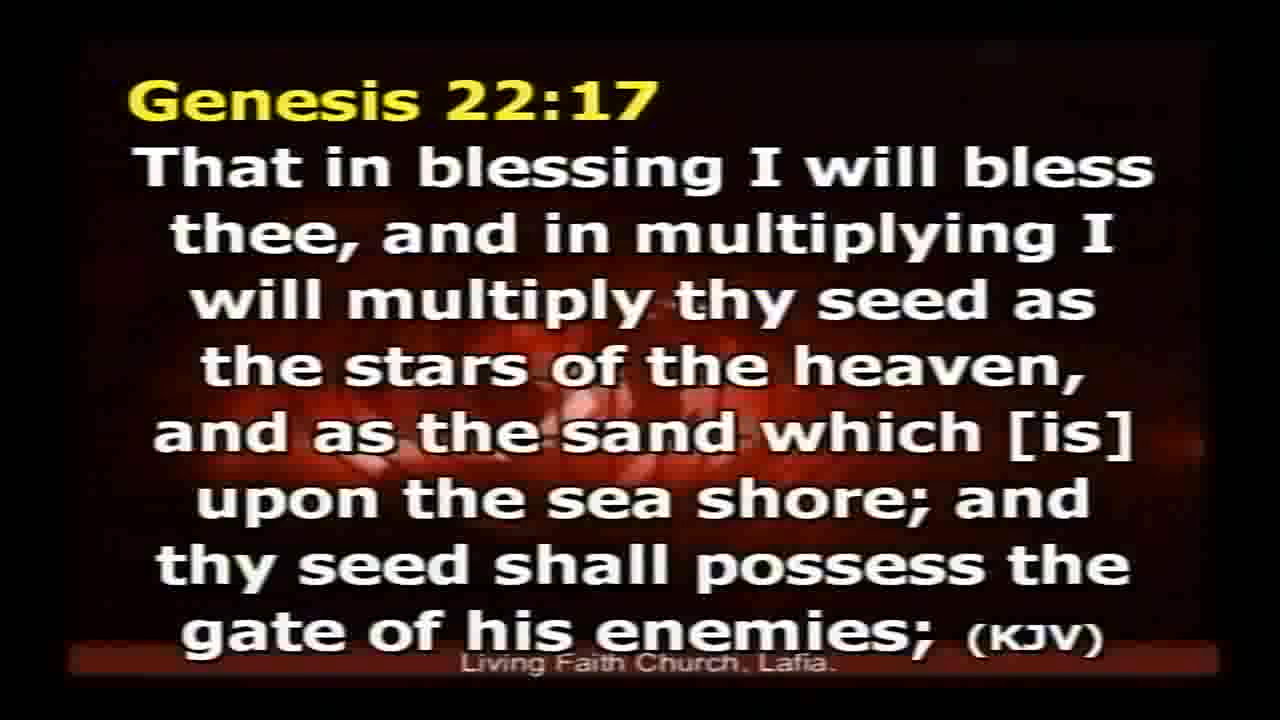 Genesis 22:17
That in blessing I will bless
thee, and in multiplying I
will multiply thy seed as
the stars of the heaven,
and as the sand which [is]
upon the sea shore; and
thy seed shall possess the
gate of his enemies; (KJV)
Living Faith Church, Lafia.